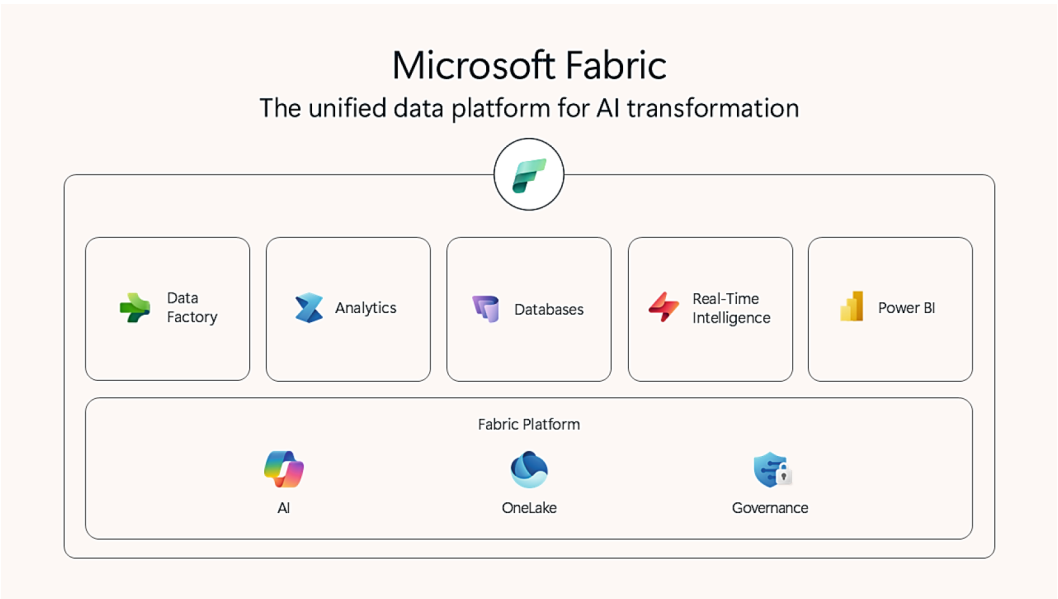 Microsoft Fabric
The unified data platform for AI transformation
Data
Factory
Analytics
Databases
Real-Time
Intelligence
Power BI
Fabric Platform
AI
OneLake
Governance